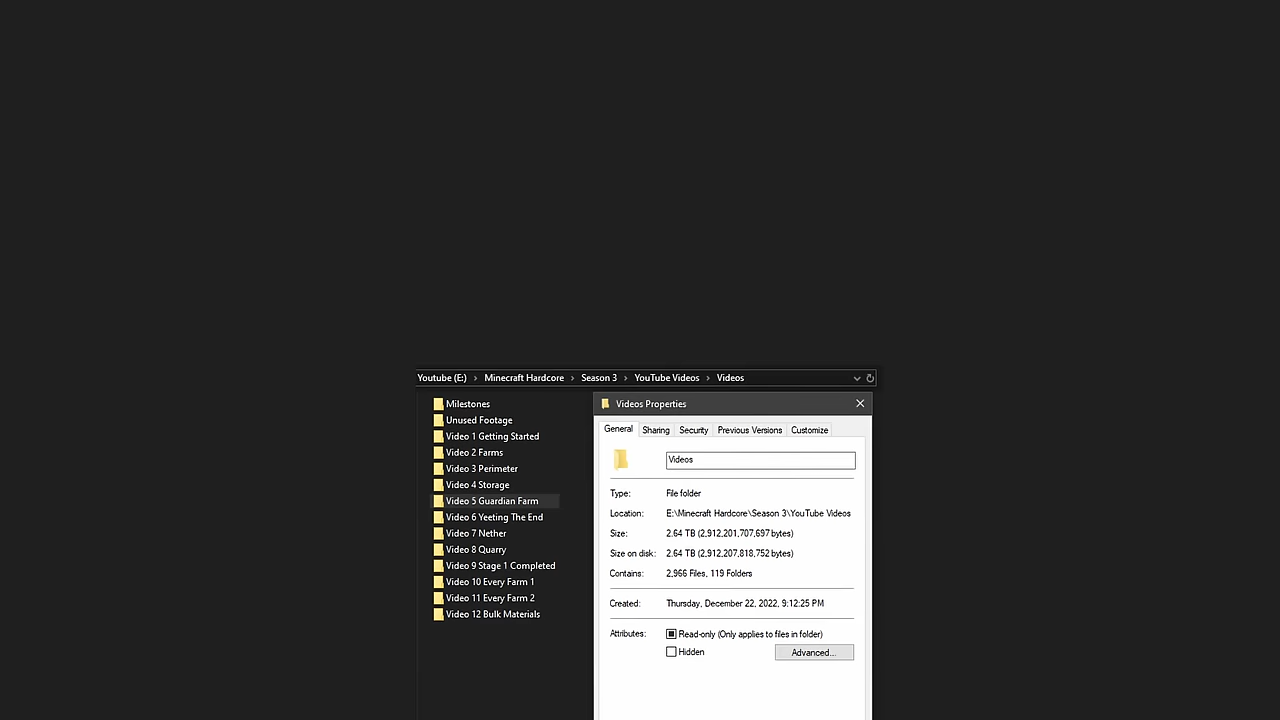 Youtube (E:) › Minecraft Hardcore › Season 3 › YouTube Videos › Videos
Milestones
Unused Footage
Video 1 Getting Started
Video 2 Farms
Video 3 Perimeter
Video 4 Storage
Video 5 Guardian Farm
Video 6 Yeeting The End
Video 7 Nether
Video 8 Quarry
Video 9 Stage 1 Completed
Video 10 Every Farm 1
Video 11 Every Farm 2
Video 12 Bulk Materials
Videos Properties
General Sharing Security Previous Versions Customize
Videos
Type: File folder
Location: E:\Minecraft Hardcore\Season 3\YouTube Videos
Size: 2.64 TB (2,912,201,707,697 bytes)
Size on disk: 2.64 TB (2,912,207,818,752 bytes)
Contains: 2,966 Files, 119 Folders
Created: Thursday, December 22, 2022, 9:12:25 PM
Attributes: Read-only (Only applies to files in folder)
Hidden Advanced...